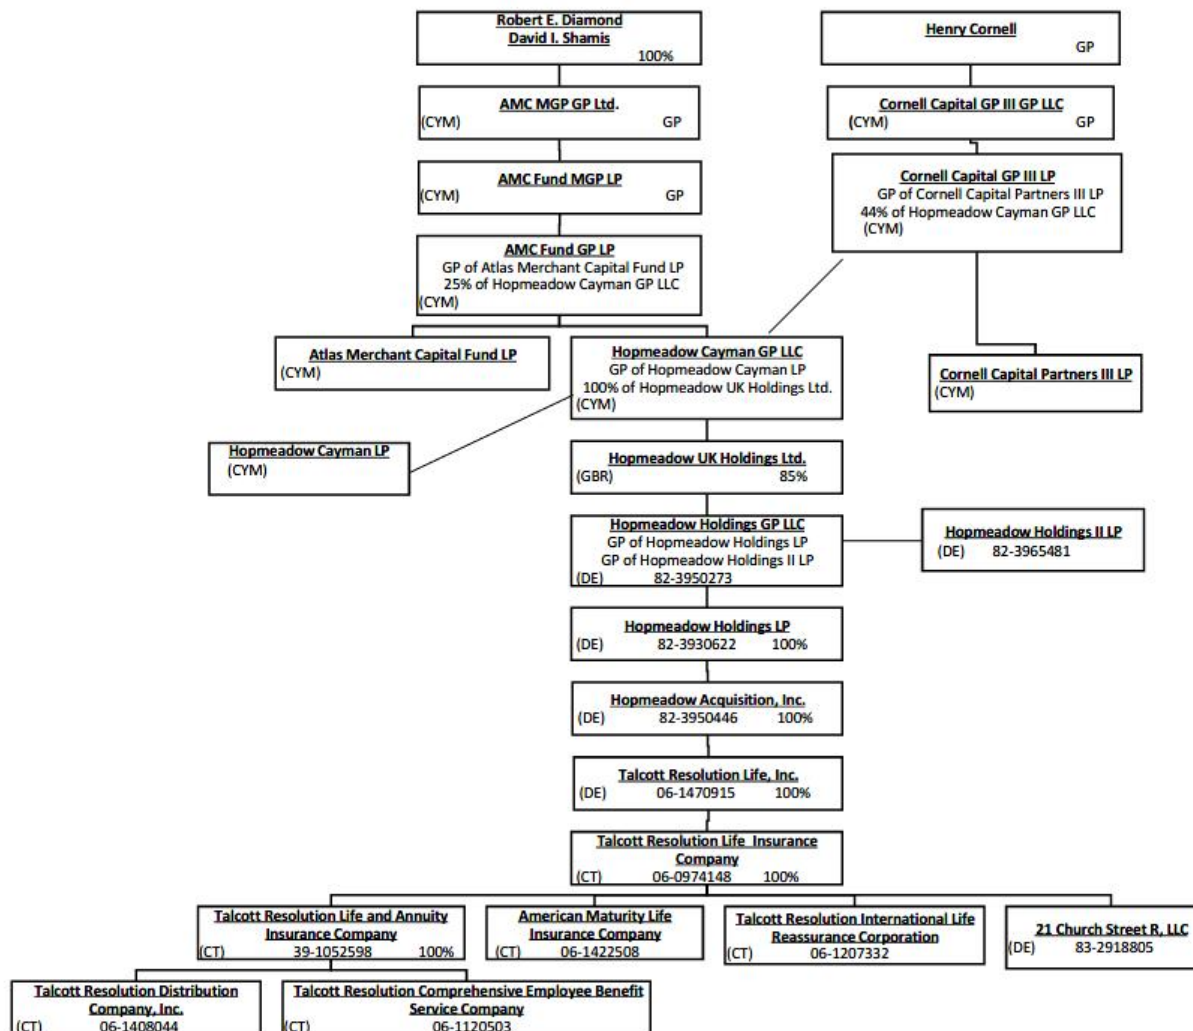 Robert E. Diamond
David I. Shamis
100%
Henry Cornell
GP
AMC MGP GP Ltd.
(CYM) GP
Cornell Capital GP III GP LLC
(CYM) GP
AMC Fund MGP LP
(CYM) GP
Cornell Capital GP III LP
GP of Cornell Capital Partners III LP
44% of Hopmeadow Cayman GP LLC
(CYM)
AMC Fund GP LP
GP of Atlas Merchant Capital Fund LP
25% of Hopmeadow Cayman GP LLC
(CYM)
Atlas Merchant Capital Fund LP
(CYM)
Hopmeadow Cayman GP LLC
GP of Hopmeadow Cayman LP
100% of Hopmeadow UK Holdings Ltd.
(CYM)
Cornell Capital Partners III LP
(CYM)
Hopmeadow Cayman LP
(CYM)
Hopmeadow UK Holdings Ltd.
(GBR) 85%
Hopmeadow Holdings GP LLC
GP of Hopmeadow Holdings LP
GP of Hopmeadow Holdings II LP
(DE) 82-3950273
Hopmeadow Holdings II LP
(DE) 82-3965481
Hopmeadow Holdings LP
(DE) 82-3930622 100%
Hopmeadow Acquisition, Inc.
(DE) 82-3950446 100%
Talcott Resolution Life, Inc.
(DE) 06-1470915 100%
Talcott Resolution Life Insurance
Company
(CT) 06-0974148 100%
Talcott Resolution Life and Annuity
Insurance Company
(CT) 39-1052598 100%
American Maturity Life
Insurance Company
(CT) 06-1422508
Talcott Resolution International Life
Reassurance Corporation
(CT) 06-1207332
21 Church Street R, LLC
(DE) 83-2918805
Talcott Resolution Distribution
Company, Inc.
(CT) 06-1408044
Talcott Resolution Comprehensive Employee Benefit
Service Company
(CT) 06-1120503